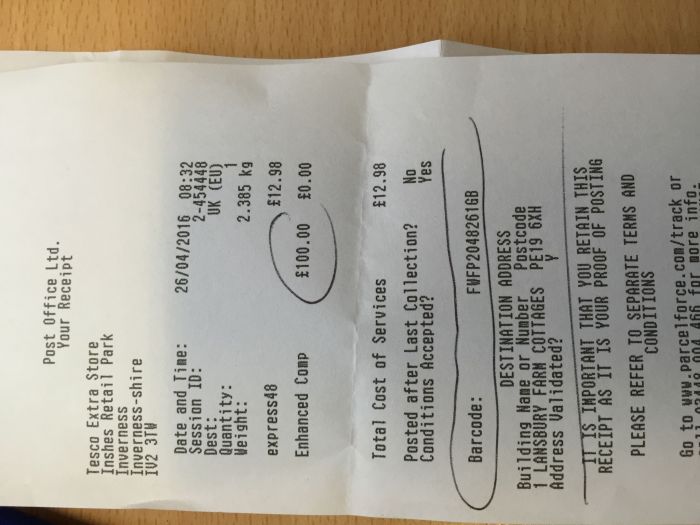 Post Office Ltd.
Your Receipt
Tesco Extra Store
Inshes Retail Park
Inverness
Inverness-shire
IV2 3TW
Date and Time: 26/04/2016 08:32
Session ID: 2-454448
Dest: UK (EU)
Quantity: 1
Weight: 2.385 kg
express48 £12.98
Enhanced Comp £100.00 £0.00
Total Cost of Services £12.98
Posted after Last Collection? No
Conditions Accepted? Yes
Barcode: FWFP2048261GB
DESTINATION ADDRESS
Building Name or Number Postcode
1 LANSBURY FARM COTTAGES PE19 6XH
Address Validated? Y
IT IS IMPORTANT THAT YOU RETAIN THIS
RECEIPT AS IT IS YOUR PROOF OF POSTING
PLEASE REFER TO SEPARATE TERMS AND
CONDITIONS
Go to www.parcelforce.com/track or
for more info.